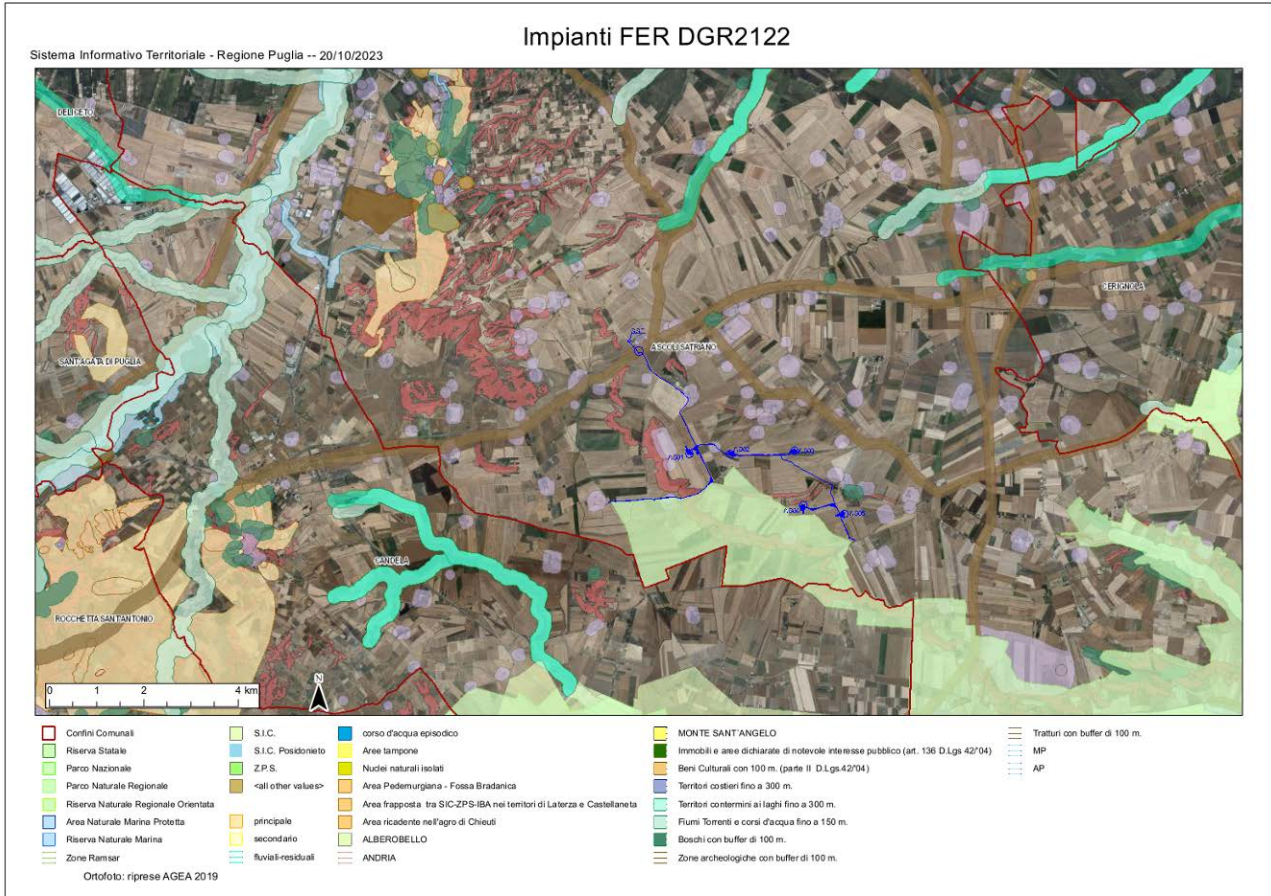 Impianti FER DGR2122
Sistema Informativo Territoriale - Regione Puglia -- 20/10/2023
DELICETO
SANT'AGATA DI PUGLIA
ASCOLI SATRIANO
CERIGNOLA
CANDELA
ROCCHETTA SANT'ANTONIO
N
0 1 2 4 km
Confini Comunali
Riserva Statale
Parco Nazionale
Parco Naturale Regionale
Riserva Naturale Regionale Orientata
Area Naturale Marina Protetta
Riserva Naturale Marina
Zone Ramsar
S.I.C.
S.I.C. Posidonieto
Z.P.S.
<all other values>
principale
secondario
fluviali-residuali
corso d'acqua episodico
Aree tampone
Nuclei naturali isolati
Area Pedemurgiana - Fossa Bradanica
Area frapposta tra SIC-ZPS-IBA nei territori di Laterza e Castellaneta
Area ricadente nell'agro di Chieuti
ALBEROBELLO
ANDRIA
MONTE SANT'ANGELO
Immobili e aree dichiarate di notevole interesse pubblico (art. 136 D.Lgs 42/'04)
Beni Culturali con 100 m. (parte II D.Lgs.42/'04)
Territori costieri fino a 300 m.
Territori contermini ai laghi fino a 300 m.
Fiumi Torrenti e corsi d'acqua fino a 150 m.
Boschi con buffer di 100 m.
Zone archeologiche con buffer di 100 m.
Tratturi con buffer di 100 m.
MP
AP
Ortofoto: riprese AGEA 2019